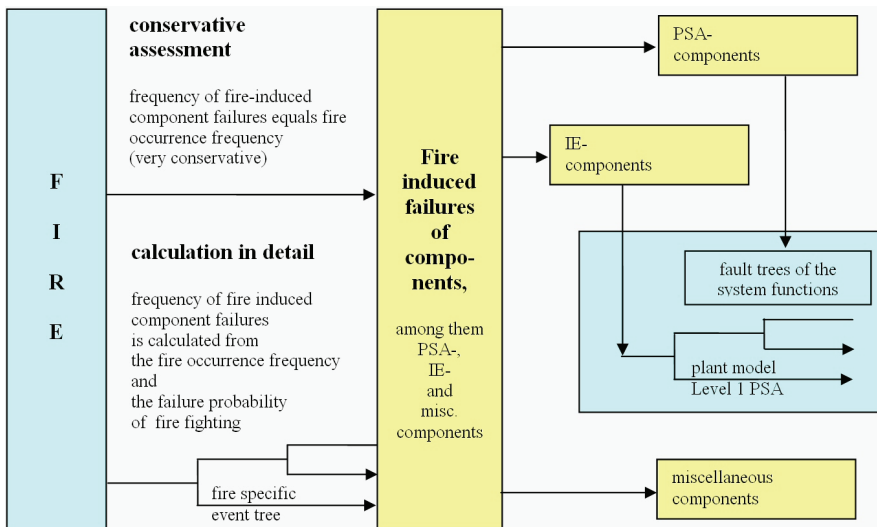 F
I
R
E
conservative
assessment
frequency of fire-induced
component failures equals fire
occurrence frequency
(very conservative)
calculation in detail
frequency of fire induced
component failures
is calculated from
the fire occurrence frequency
and
the failure probability
of fire fighting
fire specific
event tree
Fire
induced
failures
of
compo-
nents,
among them
PSA-,
IE-
and
misc.
components
PSA-
components
IE-
components
fault trees of the
system functions
plant model
Level 1 PSA
miscellaneous
components